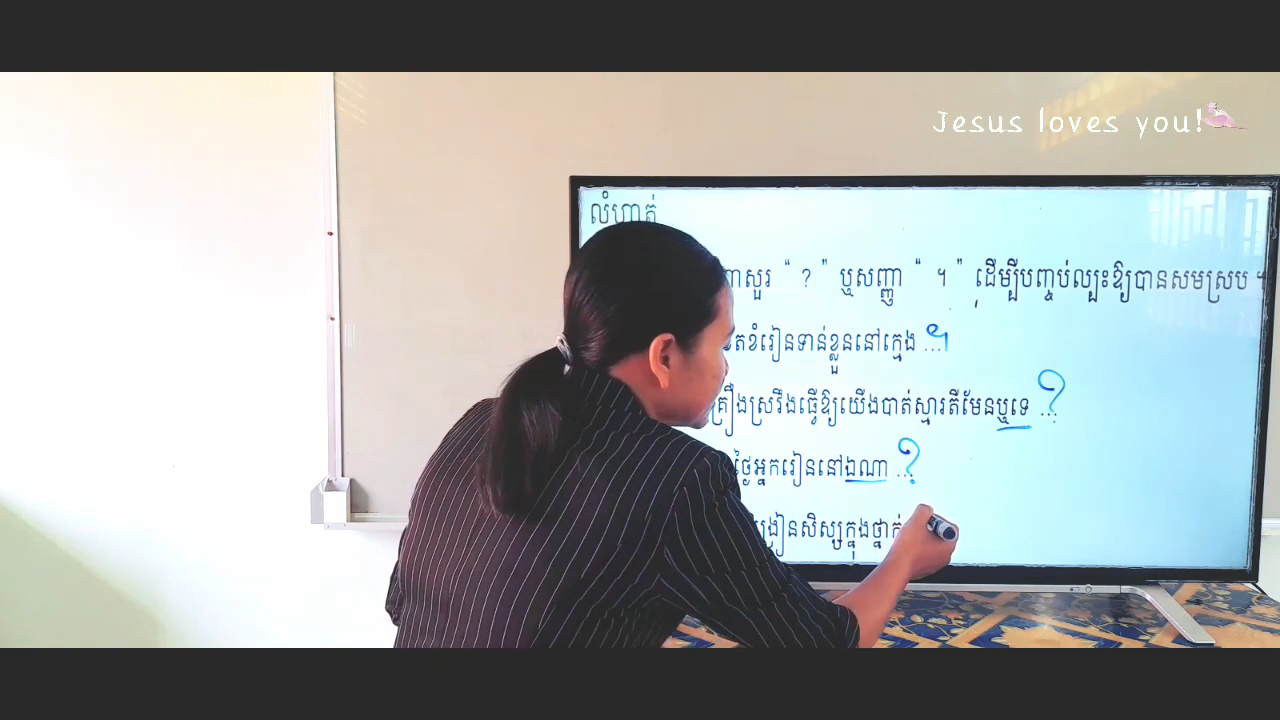 Jesus loves you!
លំហាត់
សួរ “ ? ” ឬសញ្ញា “ ។ ” ដើម្បីបញ្ចប់ល្បះឱ្យបានសមស្រប ។
ខំរៀនទាន់ខ្លួននៅក្មេង ...។
គ្រឿងស្រវឹងធ្វើឱ្យយើងបាត់ស្មារតីមែនឬទេ ...?
ថ្ងៃអ្នករៀននៅឯណា ...?
រៀនសិស្សក្នុងថ្នាក់